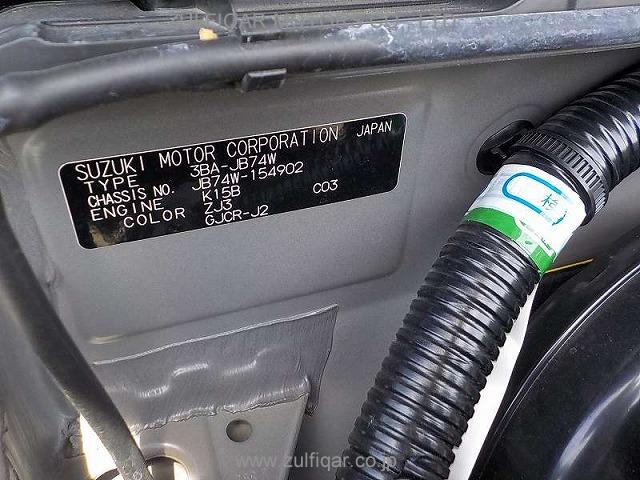 SUZUKI MOTOR CORPORATION JAPAN
TYPE 3BA-JB74W
CHASSIS NO. JB74W-154902
ENGINE K15B C03
COLOR ZJ3
GJCR-J2
www.zulfiqar.co.jp